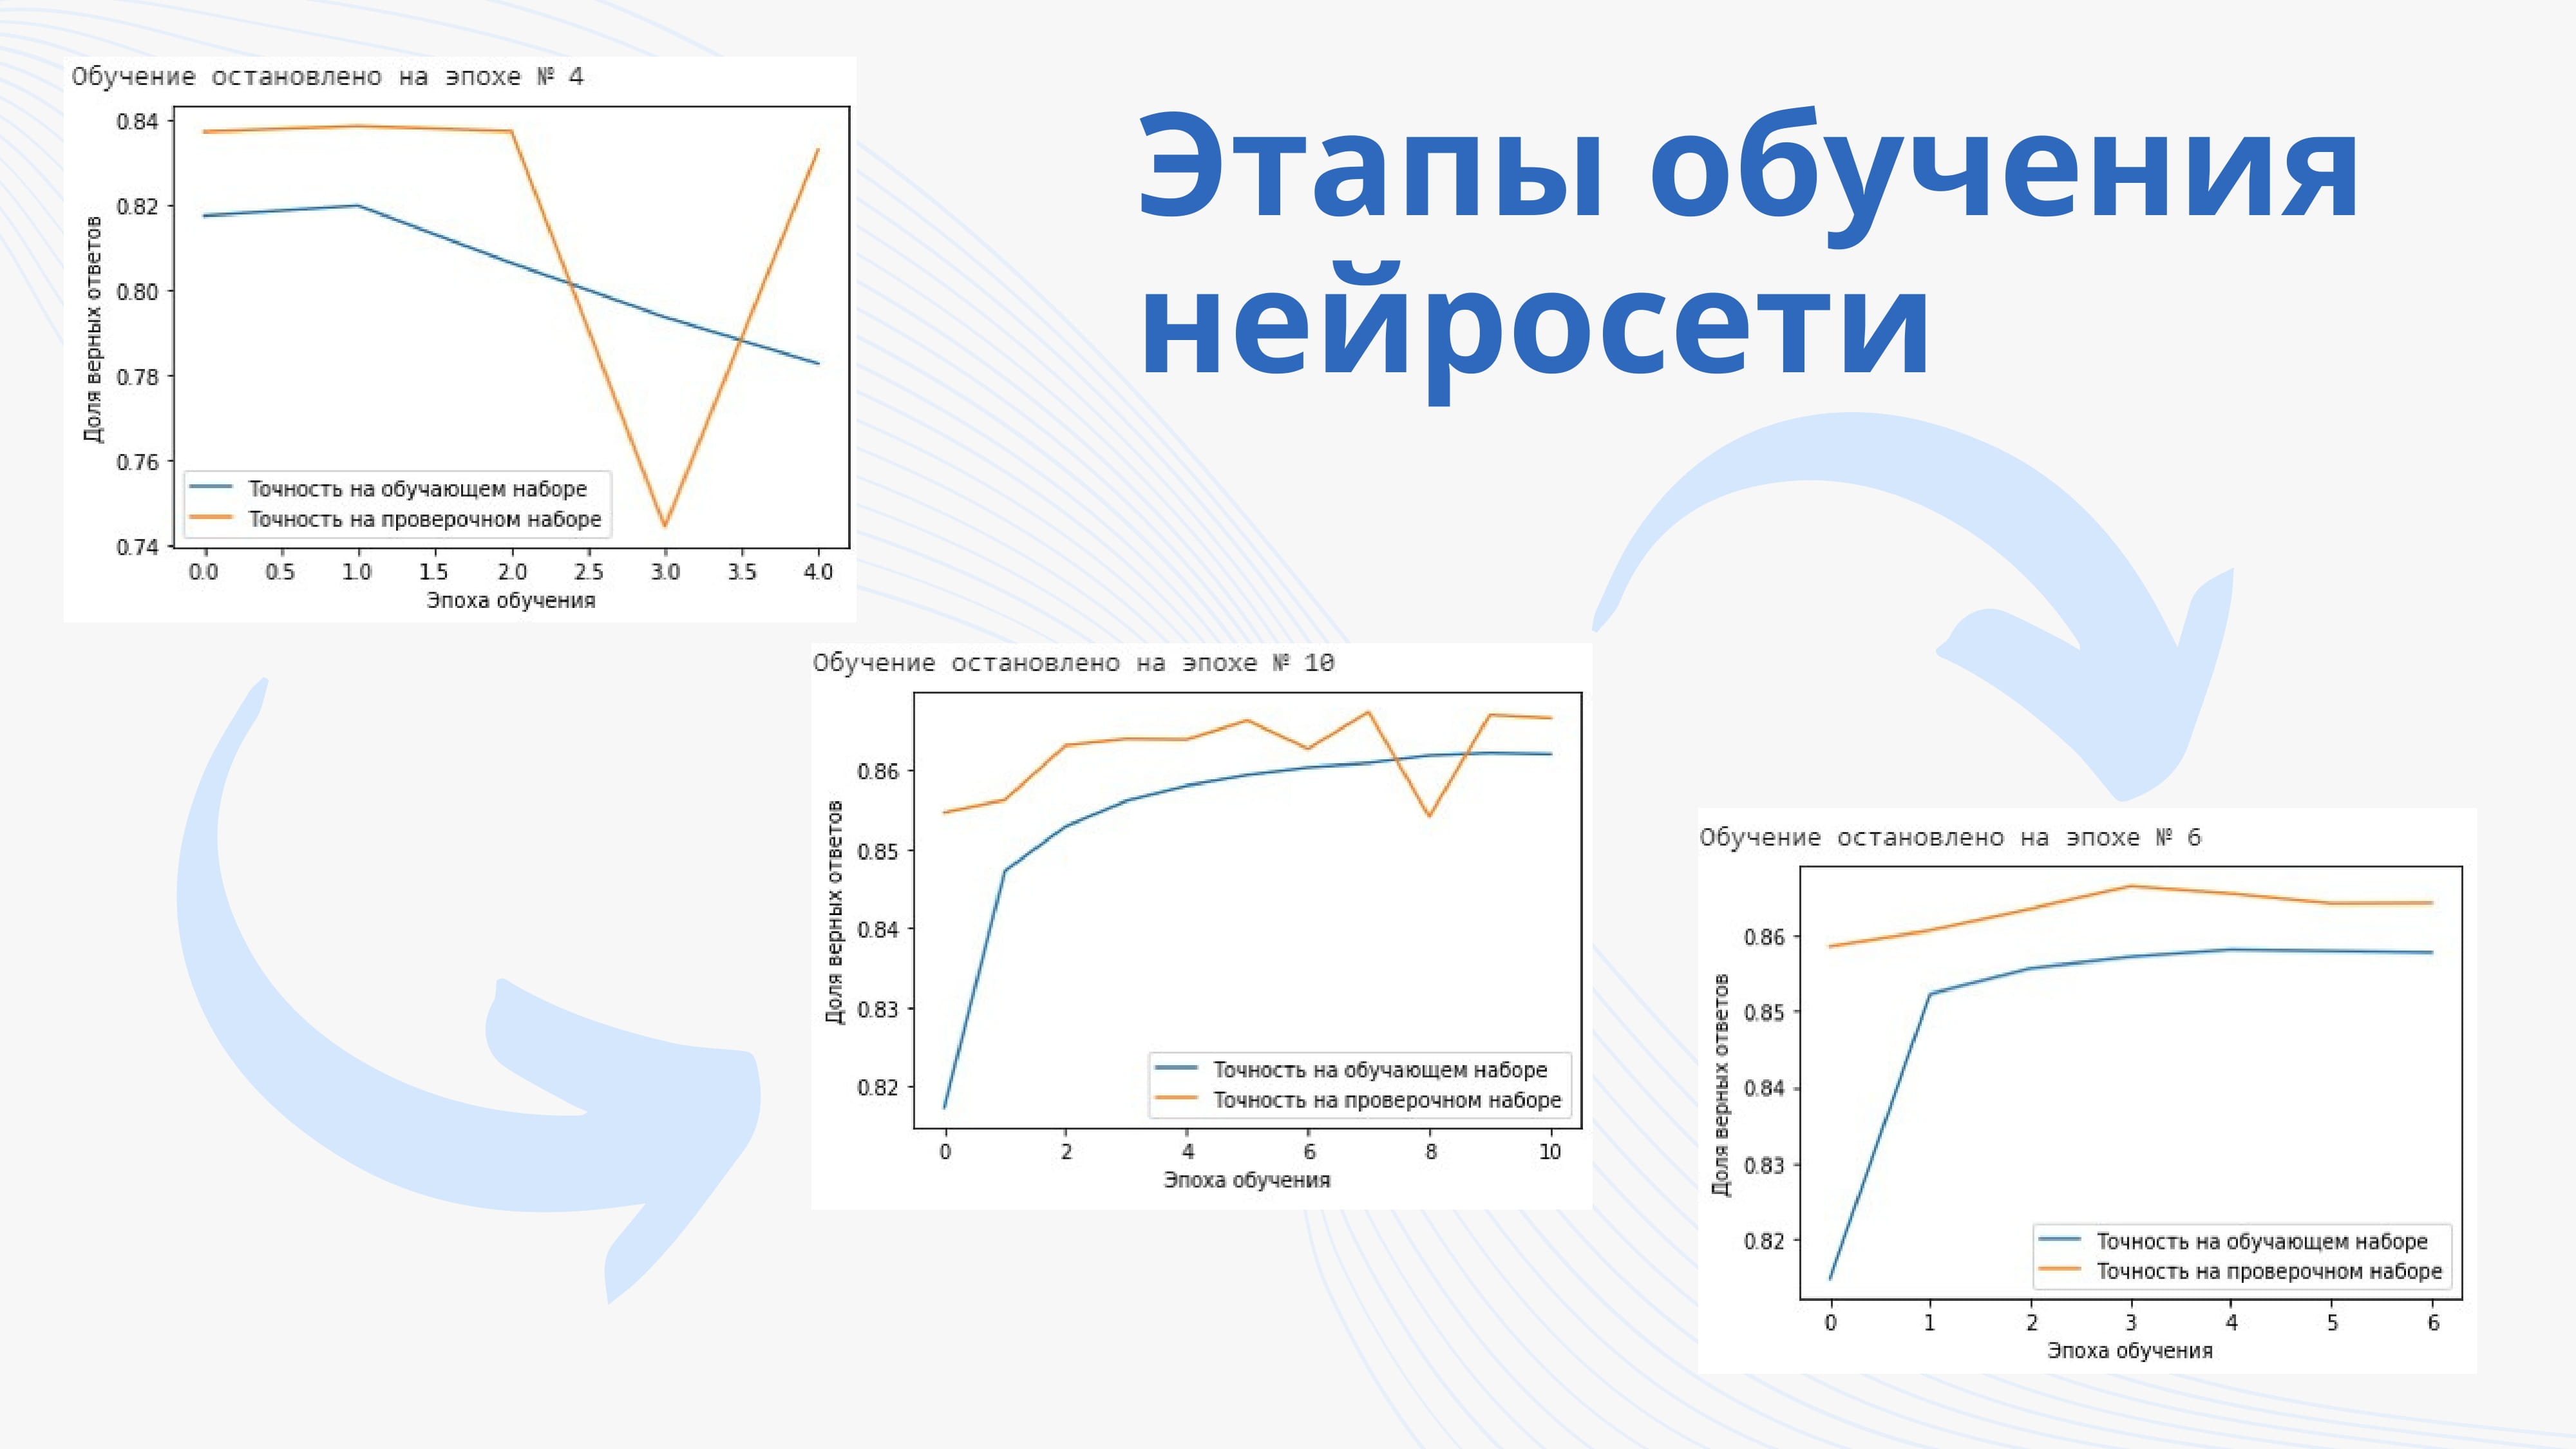 Этапы обучения
нейросети
Обучение остановлено на эпохе № 4
Доля верных ответов
0.84
0.82
0.80
0.78
0.76
0.74
Точность на обучающем наборе
Точность на проверочном наборе
0.0 0.5 1.0 1.5 2.0 2.5 3.0 3.5 4.0
Эпоха обучения
Обучение остановлено на эпохе № 10
Доля верных ответов
0.86
0.85
0.84
0.83
0.82
Точность на обучающем наборе
Точность на проверочном наборе
0 2 4 6 8 10
Эпоха обучения
Обучение остановлено на эпохе № 6
Доля верных ответов
0.86
0.85
0.84
0.83
0.82
Точность на обучающем наборе
Точность на проверочном наборе
0 1 2 3 4 5 6
Эпоха обучения